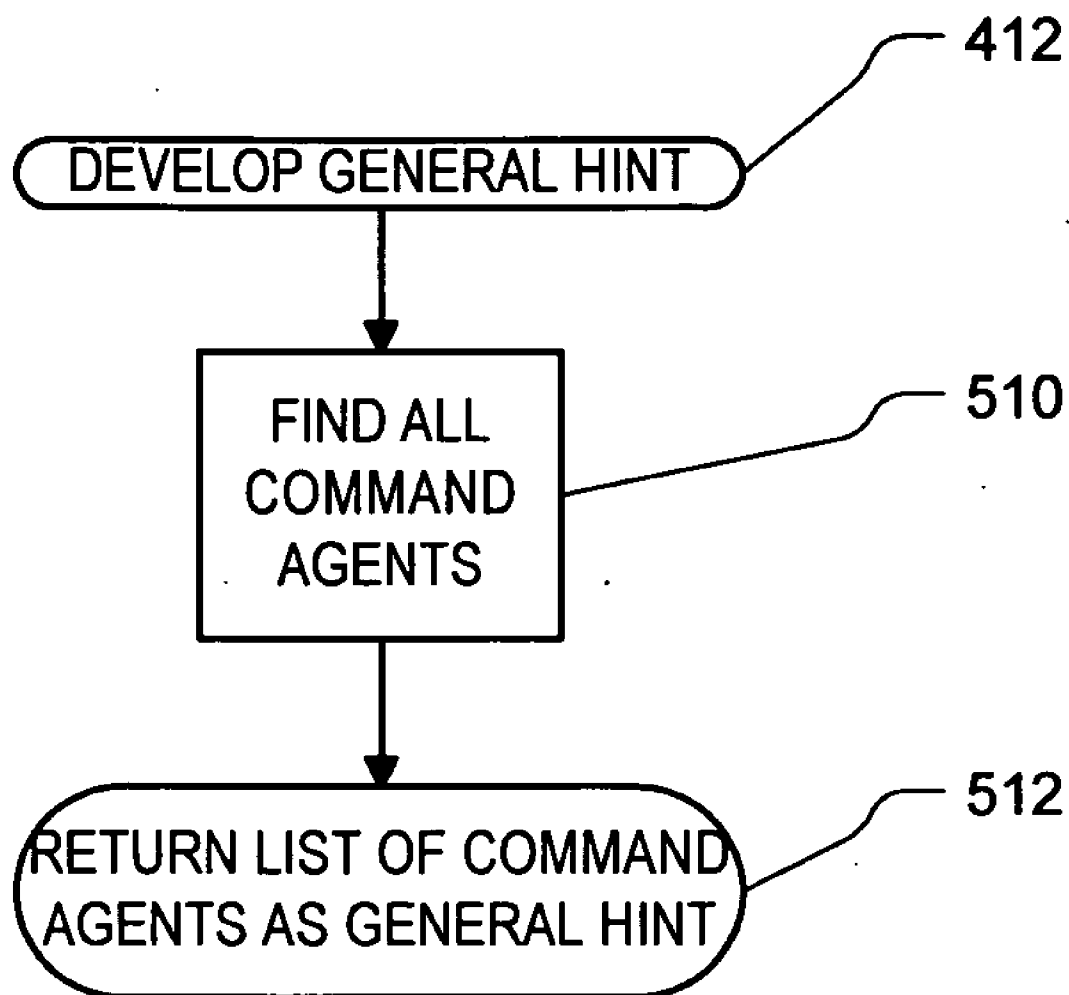 412
DEVELOP GENERAL HINT
510
FIND ALL
COMMAND
AGENTS
512
RETURN LIST OF COMMAND
AGENTS AS GENERAL HINT